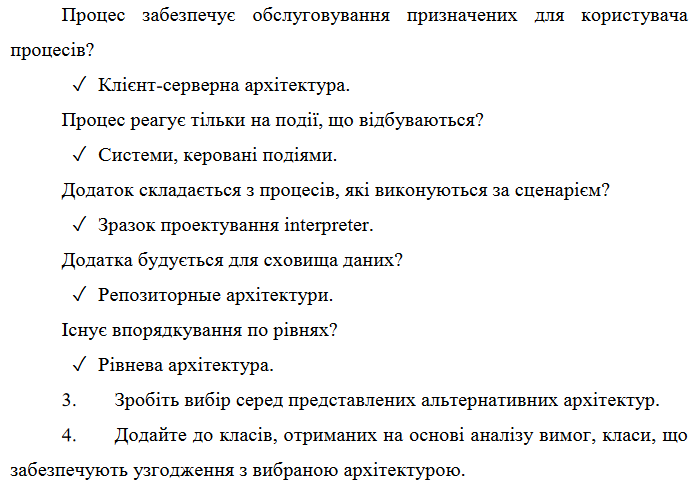 Процес забезпечує обслуговування призначених для користувача
процесів?
✓ Клієнт-серверна архітектура.
Процес реагує тільки на події, що відбуваються?
✓ Системи, керовані подіями.
Додаток складається з процесів, які виконуються за сценарієм?
✓ Зразок проектування interpreter.
Додатка будується для сховища даних?
✓ Репозиторные архітектури.
Існує впорядкування по рівнях?
✓ Рівнева архітектура.
3. Зробіть вибір серед представлених альтернативних архітектур.
4. Додайте до класів, отриманих на основі аналізу вимог, класи, що
забезпечують узгодження з вибраною архітектурою.